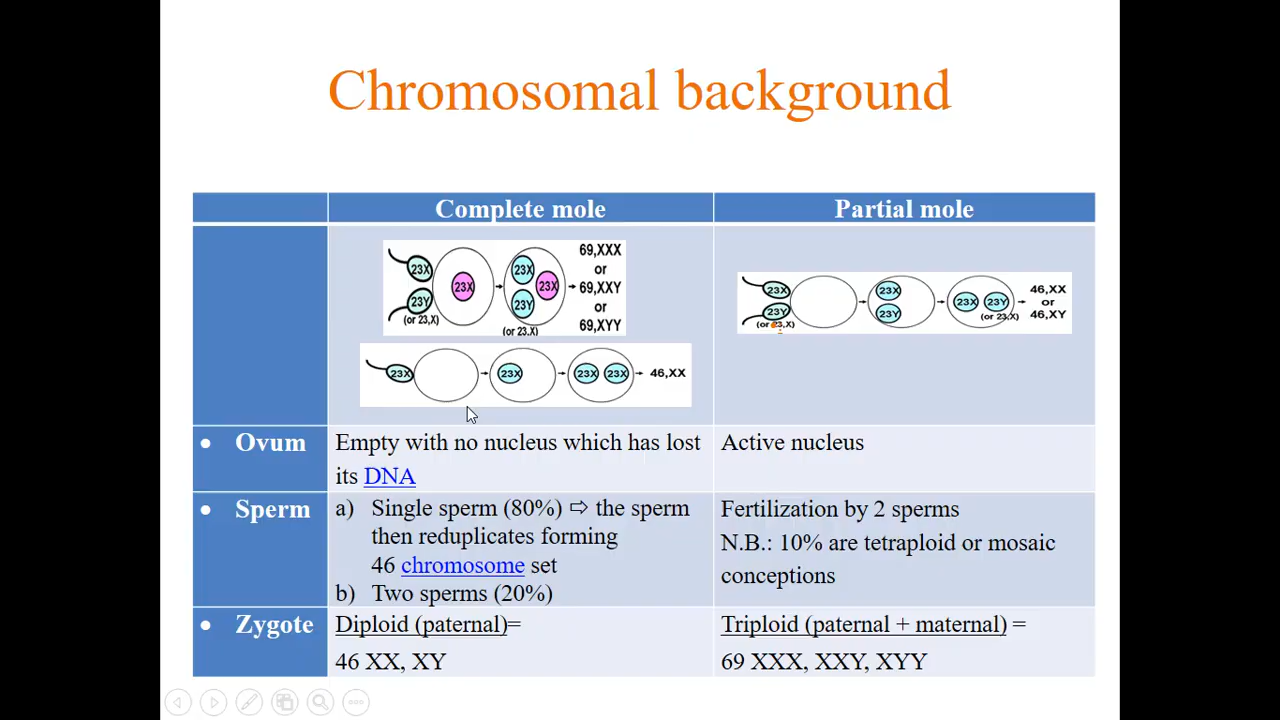 Chromosomal background
Complete mole
Partial mole
23X
23Y
(or 23,X)
23X
23X
23Y
23X
(or 23,X)
69,XXX
or
69,XXY
or
69,XYY
23X
23X
23X
23X
46,XX
23X
23Y
(or 23,X)
23X
23Y
23X
23Y
(or 23,X)
46,XX
or
46,XY
• Ovum
Empty with no nucleus which has lost
its DNA
Active nucleus
• Sperm
a) Single sperm (80%) ⇨ the sperm
then reduplicates forming
46 chromosome set
b) Two sperms (20%)
Fertilization by 2 sperms
N.B.: 10% are tetraploid or mosaic
conceptions
• Zygote
Diploid (paternal)=
46 XX, XY
Triploid (paternal + maternal) =
69 XXX, XXY, XYY